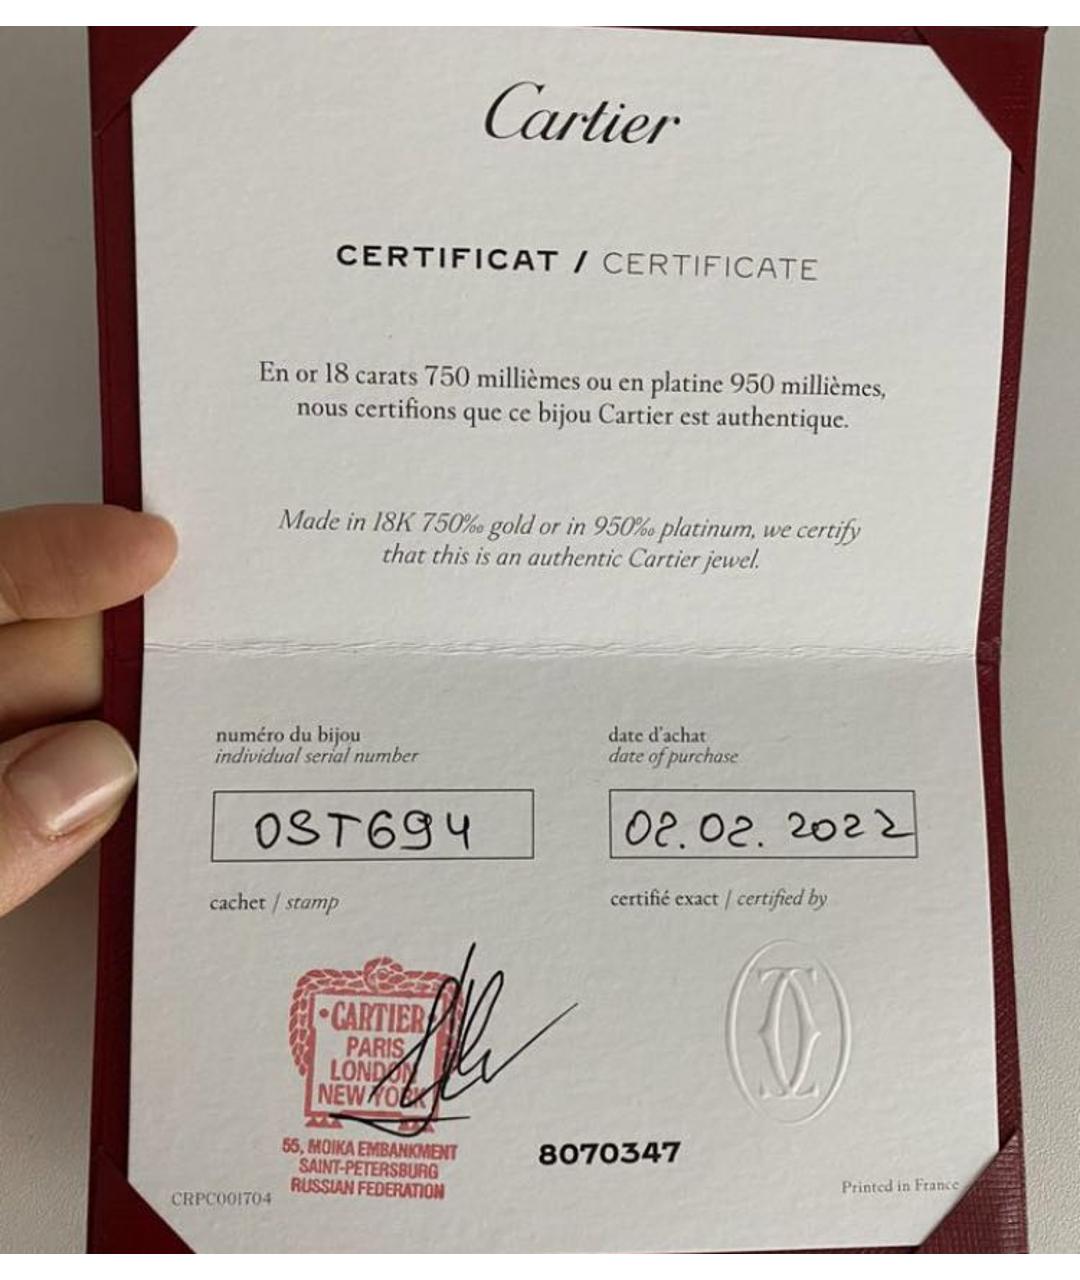 Cartier
CERTIFICAT / CERTIFICATE
En or 18 carats 750 millièmes ou en platine 950 millièmes,
nous certifions que ce bijou Cartier est authentique.
Made in 18K 750‰ gold or in 950‰ platinum, we certify
that this is an authentic Cartier jewel.
numéro du bijou
individual serial number
OST694
date d'achat
date of purchase
02.02.2022
cachet / stamp
certifié exact / certified by
CARTIER
PARIS
LONDON
NEW YORK
55, MOIKA EMBANKMENT
SAINT-PETERSBURG
RUSSIAN FEDERATION
8070347
CRPC001704
Printed in France